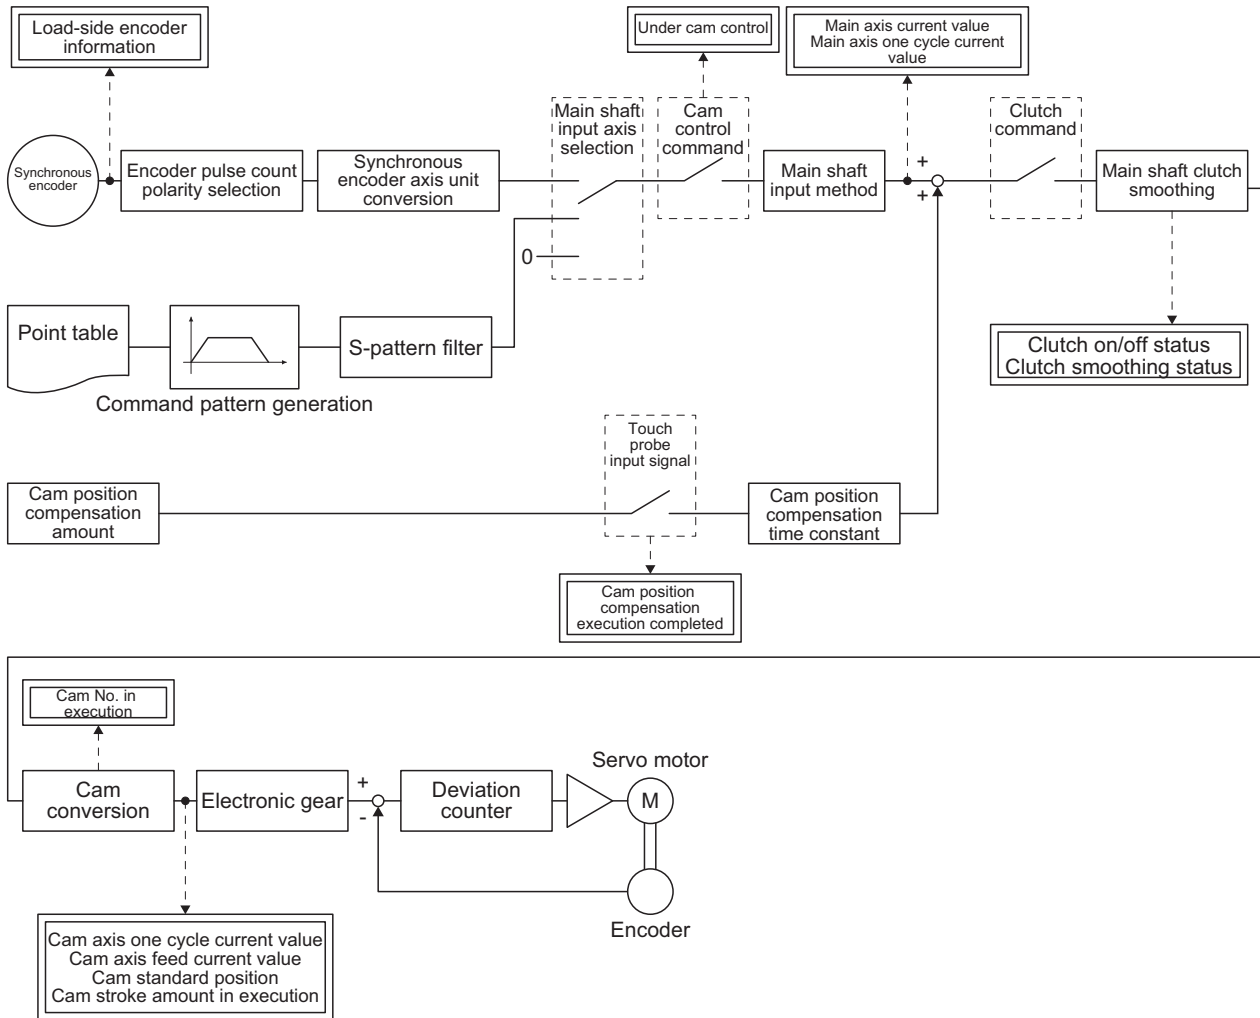 Load-side encoder
information
Under cam control
Main axis current value
Main axis one cycle current
value
Main shaft
input axis
selection
Cam
control
command
Clutch
command
Synchronous
encoder
Encoder pulse count
polarity selection
Synchronous
encoder axis unit
conversion
Main shaft
input method
+
+
Main shaft clutch
smoothing
0
Point table
S-pattern filter
Command pattern generation
Clutch on/off status
Clutch smoothing status
Touch
probe
input signal
Cam position
compensation
amount
Cam position
compensation
time constant
Cam position
compensation
execution completed
Cam No. in
execution
Cam
conversion
Electronic gear
+
-
Deviation
counter
Servo motor
M
Encoder
Cam axis one cycle current value
Cam axis feed current value
Cam standard position
Cam stroke amount in execution